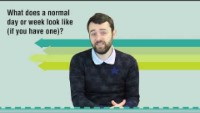 What does a normal
day or week look like
(if you have one)?